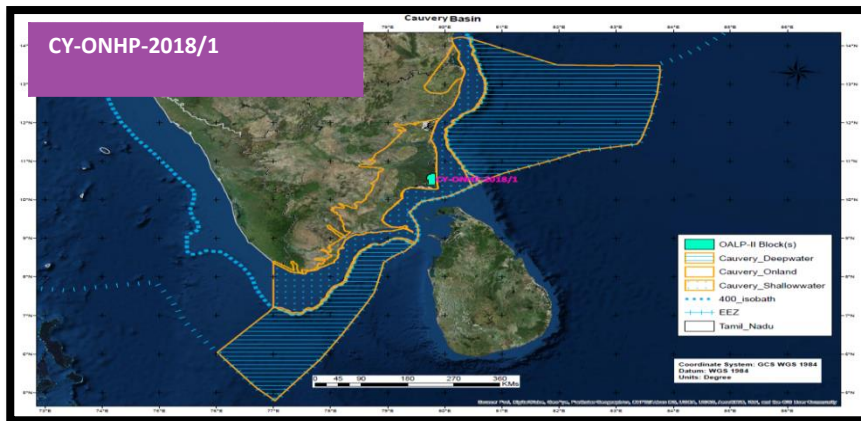 Cauvery Basin
CY-ONHP-2018/1
CY-ONHP-2018/1
OALP-II Block(s)
Cauvery_Deepwater
Cauvery_Onland
Cauvery_Shallowwater
400_isobath
EEZ
Tamil_Nadu
0 45 90 180 270 360
KMs
Coordinate System: GCS WGS 1984
Datum: WGS 1984
Units: Degree